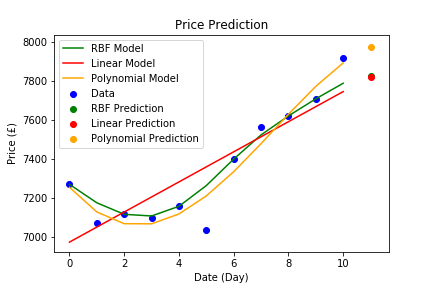 Price Prediction
8000
7800
7600
7400
7200
7000
Price (£)
RBF Model
Linear Model
Polynomial Model
Data
RBF Prediction
Linear Prediction
Polynomial Prediction
0 2 4 6 8 10
Date (Day)